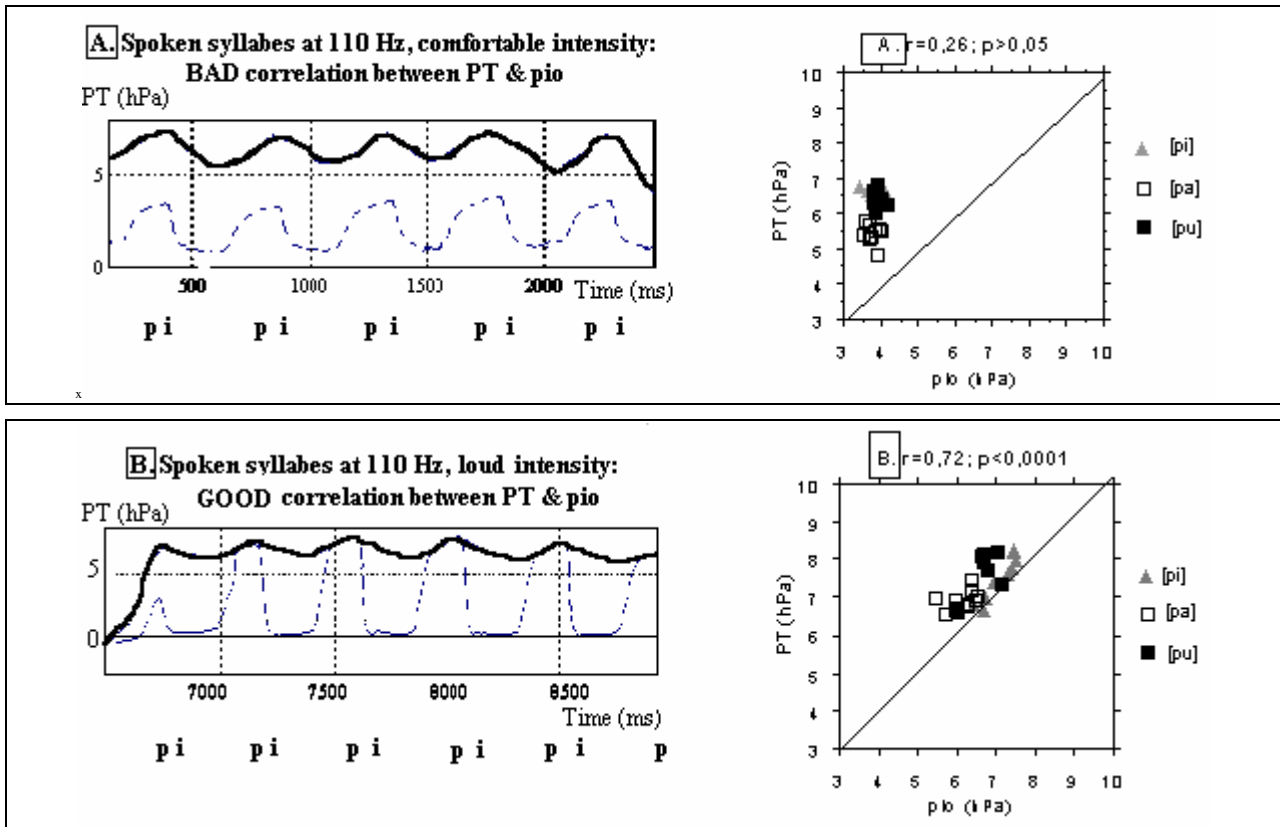 A. Spoken syllabes at 110 Hz, comfortable intensity:
BAD correlation between PT & pio
PT (hPa)
5
0
500 1000 1500 2000 Time (ms)
p i p i p i p i p i
x
A. r=0,26; p>0,05
10
9
8
7
6
5
4
3
PT (hPa)
3 4 5 6 7 8 9 10
pio (hPa)
[pi]
[pa]
[pu]
B. Spoken syllabes at 110 Hz, loud intensity:
GOOD correlation between PT & pio
PT (hPa)
5
0
7000 7500 8000 8500
Time (ms)
p i p i p i p i p i p
B. r=0,72; p<0,0001
10
9
8
7
6
5
4
3
PT (hPa)
3 4 5 6 7 8 9 10
pio (hPa)
[pi]
[pa]
[pu]